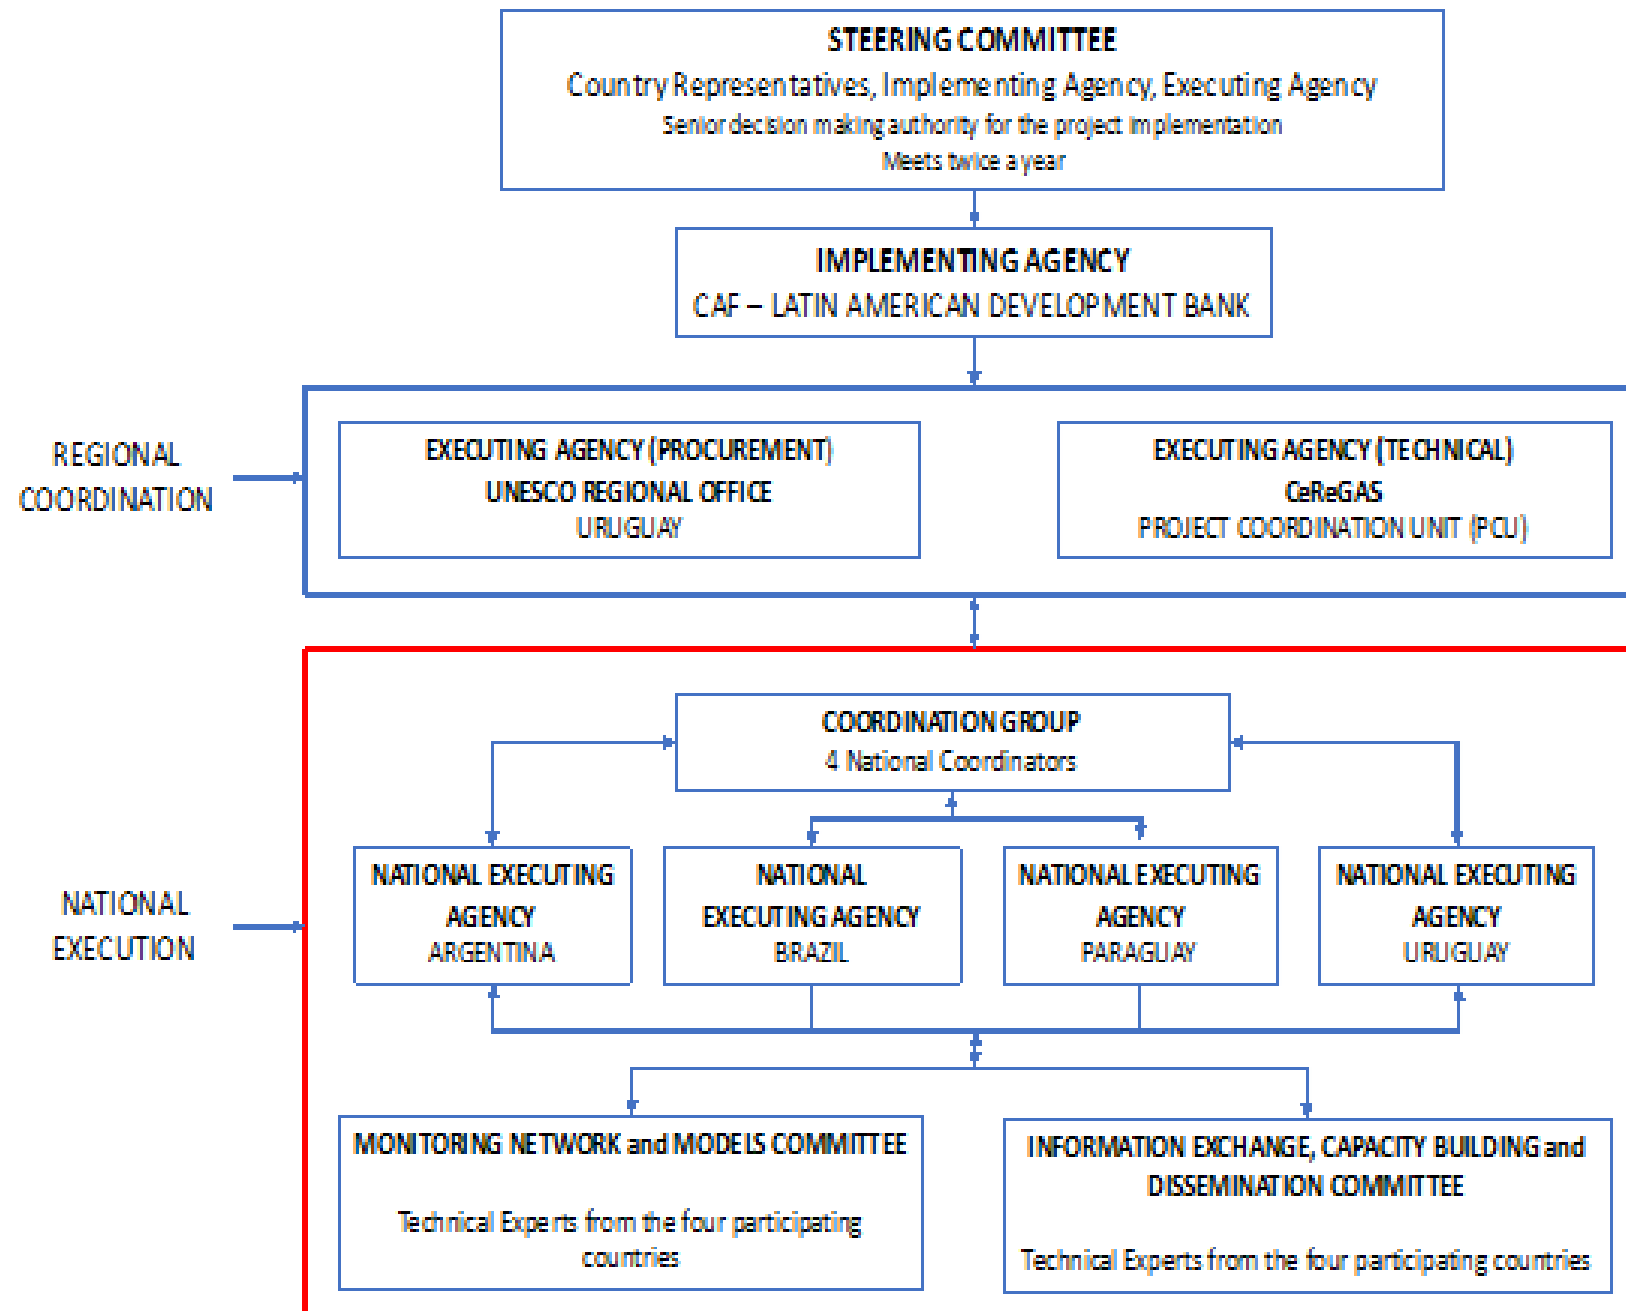 STEERING COMMITTEE
Country Representatives, Implementing Agency, Executing Agency
Senior decision making authority for the project implementation
Meets twice a year
IMPLEMENTING AGENCY
CAF – LATIN AMERICAN DEVELOPMENT BANK
REGIONAL
COORDINATION
EXECUTING AGENCY (PROCUREMENT)
UNESCO REGIONAL OFFICE
URUGUAY
EXECUTING AGENCY (TECHNICAL)
CeReGAS
PROJECT COORDINATION UNIT (PCU)
COORDINATION GROUP
4 National Coordinators
NATIONAL
EXECUTION
NATIONAL EXECUTING
AGENCY
ARGENTINA
NATIONAL
EXECUTING AGENCY
BRAZIL
NATIONAL EXECUTING
AGENCY
PARAGUAY
NATIONAL EXECUTING
AGENCY
URUGUAY
MONITORING NETWORK and MODELS COMMITTEE
Technical Experts from the four participating
countries
INFORMATION EXCHANGE, CAPACITY BUILDING and
DISSEMINATION COMMITTEE
Technical Experts from the four participating countries